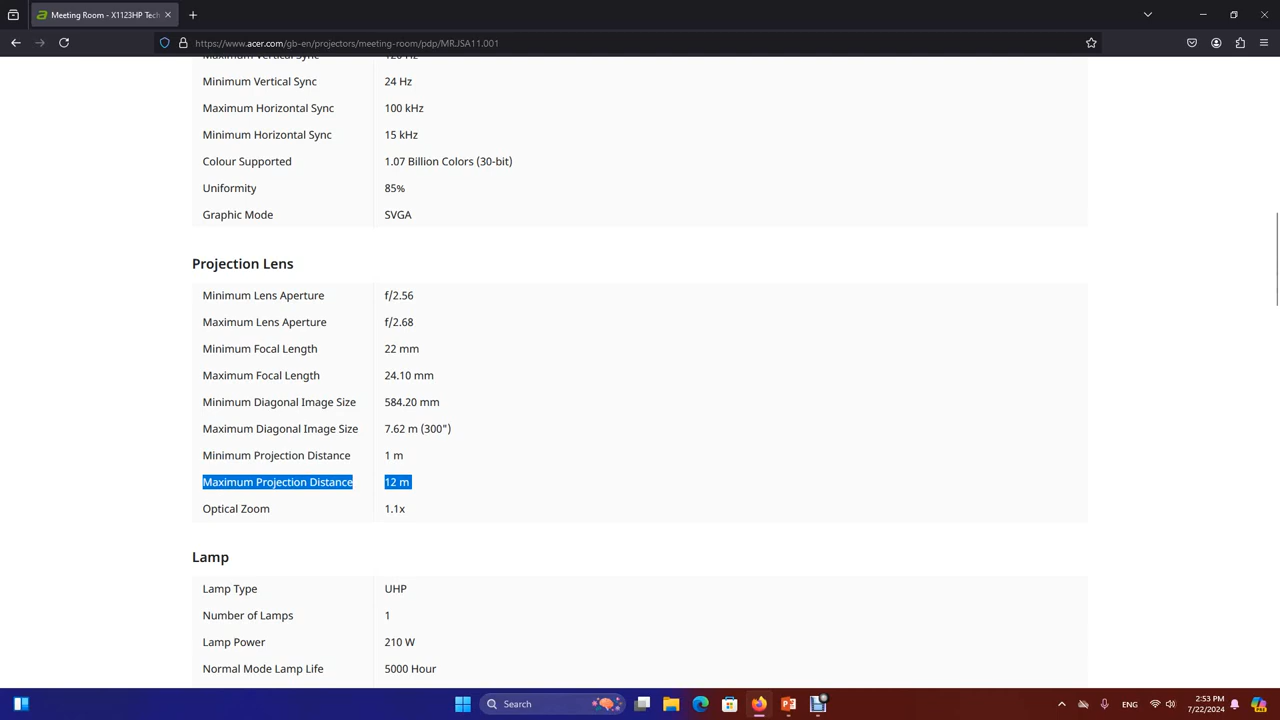 Meeting Room - X1123HP Tech
https://www.acer.com/gb-en/projectors/meeting-room/pdp/MRJSA11.001
Maximum Vertical Sync 120 Hz
Minimum Vertical Sync 24 Hz
Maximum Horizontal Sync 100 kHz
Minimum Horizontal Sync 15 kHz
Colour Supported 1.07 Billion Colors (30-bit)
Uniformity 85%
Graphic Mode SVGA
Projection Lens
Minimum Lens Aperture f/2.56
Maximum Lens Aperture f/2.68
Minimum Focal Length 22 mm
Maximum Focal Length 24.10 mm
Minimum Diagonal Image Size 584.20 mm
Maximum Diagonal Image Size 7.62 m (300")
Minimum Projection Distance 1 m
Maximum Projection Distance 12 m
Optical Zoom 1.1x
Lamp
Lamp Type UHP
Number of Lamps 1
Lamp Power 210 W
Normal Mode Lamp Life 5000 Hour
Search
ENG
2:53 PM
7/22/2024